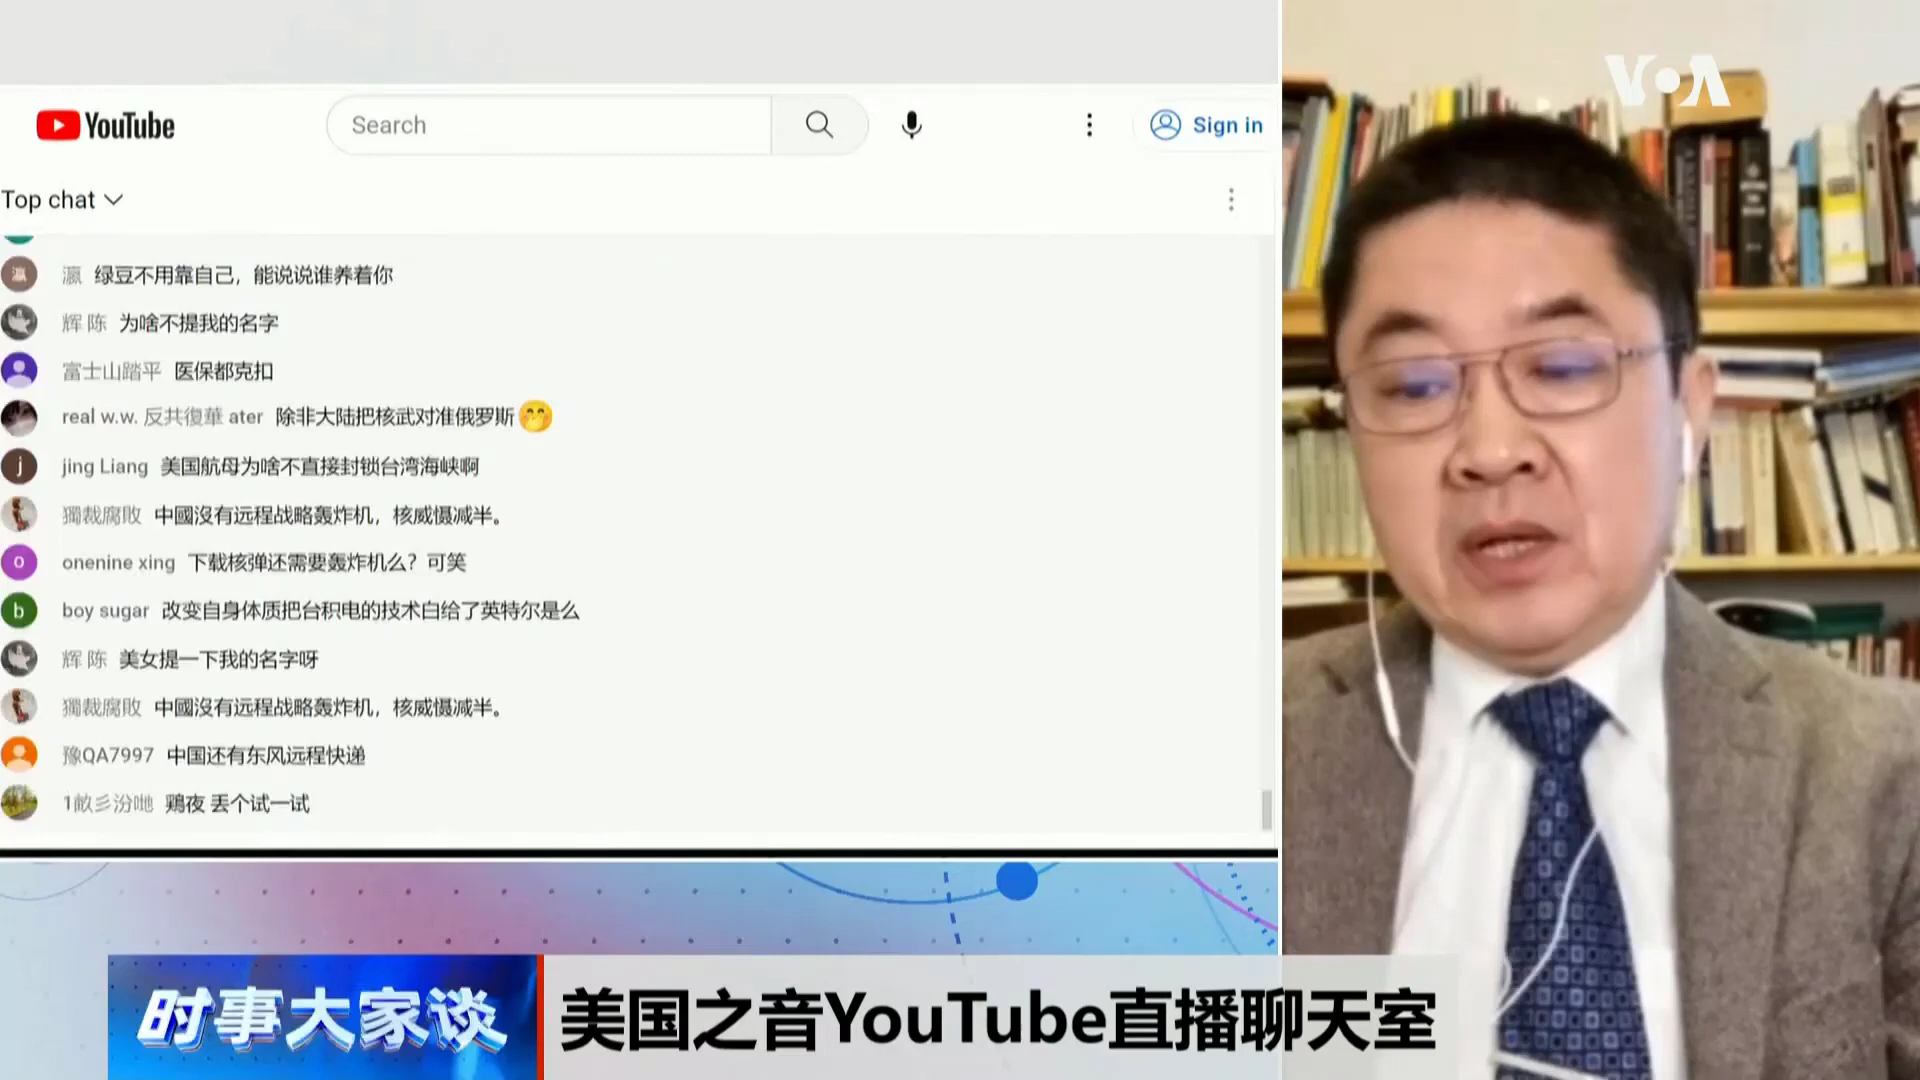 YouTube
Search
Sign in
Top chat
瀛 瀛 绿豆不用靠自己，能说说谁养着你
辉 陈 为啥不提我的名字
富士山踏平 医保都克扣
real w.w. 反共復華 ater 除非大陆把核武对准俄罗斯🤭
j jing Liang 美国航母为啥不直接封锁台湾海峡啊
獨裁腐敗 中國沒有远程战略轰炸机，核威慑减半。
o onenine xing 下载核弹还需要轰炸机么？可笑
b boy sugar 改变自身体质把台积电的技术白给了英特尔是么
辉 陈 美女提一下我的名字呀
獨裁腐敗 中國沒有远程战略轰炸机，核威慑减半。
豫QA7997 中国还有东风远程快递
鶏夜 丢个试一试
VOA
时事大家谈
美国之音YouTube直播聊天室